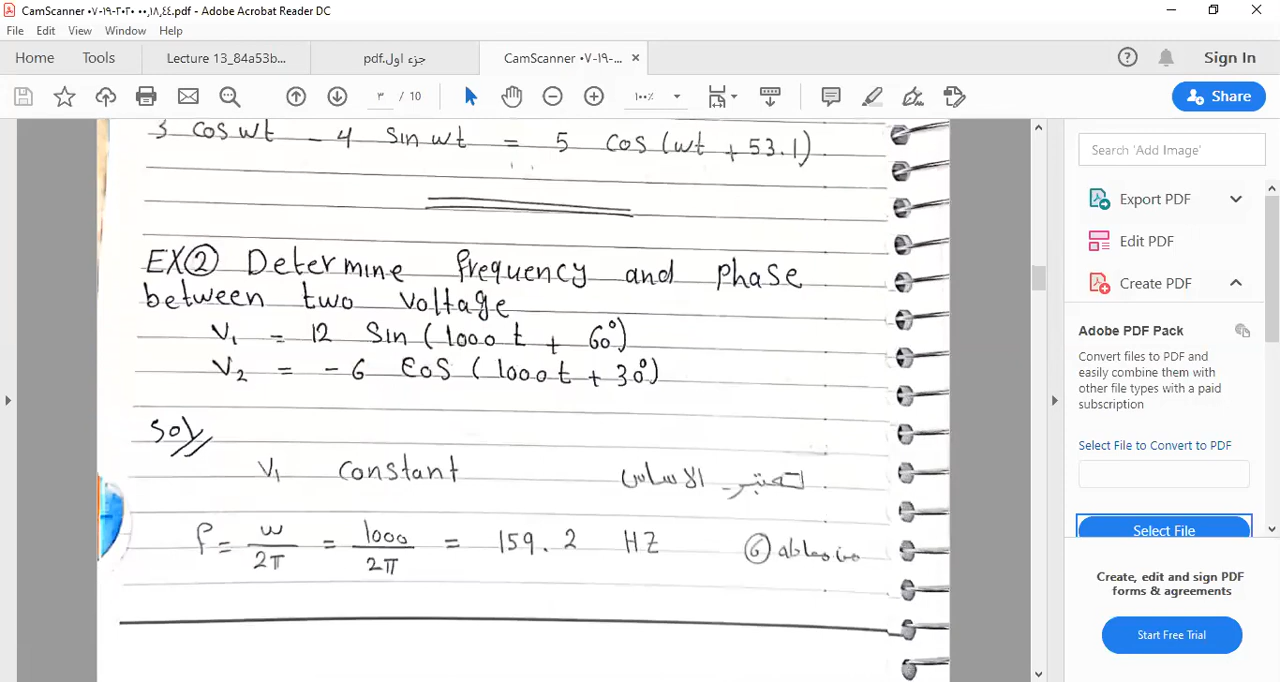 CamScanner ٠٧-١٩-٢٠٢٠ ٠٠,١٨,٤٤.pdf - Adobe Acrobat Reader DC
File Edit View Window Help
Home Tools Lecture 13_84a53b... جزء اول.pdf CamScanner ٠٧-١٩-...
Sign In
٣ / 10
١٠٠٪
Share
3 cos wt - 4 sin wt = 5 cos (wt + 53.1)
EX② Determine frequency and phase
between two voltage
V₁ = 12 Sin (1000 t + 60°)
V₂ = - 6 Cos (1000 t + 30°)
Sol//
V₁ constant تعتبر الاساس
f = w/2π = 1000/2π = 159.2 HZ من معادلة ⑥
Search 'Add Image'
Export PDF
Edit PDF
Create PDF
Adobe PDF Pack
Convert files to PDF and
easily combine them with
other file types with a paid
subscription
Select File to Convert to PDF
Select File
Create, edit and sign PDF
forms & agreements
Start Free Trial